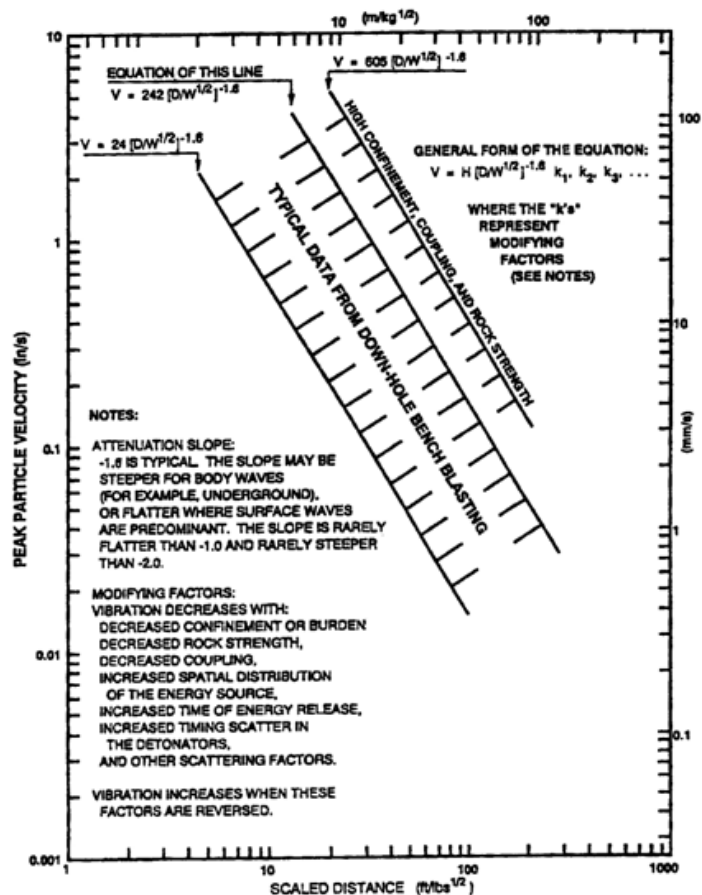 (m/kg^1/2)
10
100
10
1
0.1
0.01
0.001
PEAK PARTICLE VELOCITY (in/s)
V = 605 [D/W^1/2]^-1.6
EQUATION OF THIS LINE
V = 242 [D/W^1/2]^-1.6
V = 24 [D/W^1/2]^-1.6
HIGH CONFINEMENT, COUPLING, AND ROCK STRENGTH
TYPICAL DATA FROM DOWN-HOLE BENCH BLASTING
GENERAL FORM OF THE EQUATION:
V = H [D/W^1/2]^-1.6 k1, k2, k3, ...
WHERE THE "k's"
REPRESENT
MODIFYING
FACTORS
(SEE NOTES)
NOTES:
ATTENUATION SLOPE:
-1.6 IS TYPICAL. THE SLOPE MAY BE
STEEPER FOR BODY WAVES
(FOR EXAMPLE, UNDERGROUND),
OR FLATTER WHERE SURFACE WAVES
ARE PREDOMINANT. THE SLOPE IS RARELY
FLATTER THAN -1.0 AND RARELY STEEPER
THAN -2.0.
MODIFYING FACTORS:
VIBRATION DECREASES WITH:
DECREASED CONFINEMENT OR BURDEN
DECREASED ROCK STRENGTH,
DECREASED COUPLING,
INCREASED SPATIAL DISTRIBUTION
OF THE ENERGY SOURCE,
INCREASED TIME OF ENERGY RELEASE,
INCREASED TIMING SCATTER IN
THE DETONATORS,
AND OTHER SCATTERING FACTORS.
VIBRATION INCREASES WHEN THESE
FACTORS ARE REVERSED.
100
10
1
0.1
(mm/s)
1
10
100
1000
SCALED DISTANCE (ft/lbs^1/2)